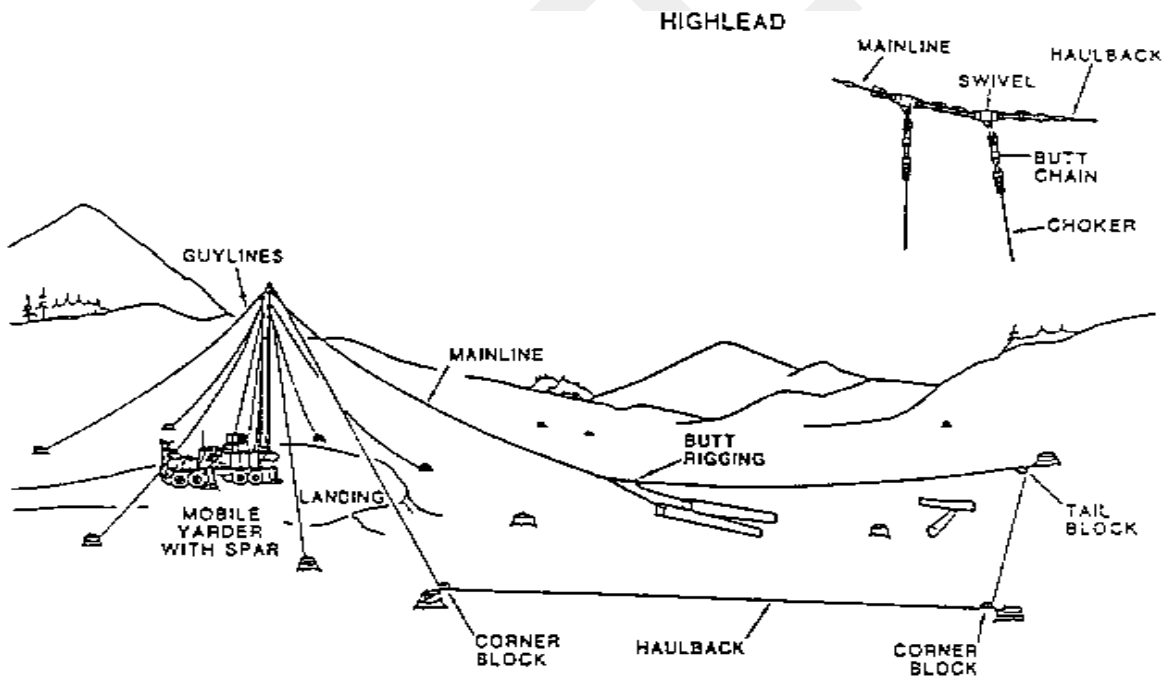 HIGHLEAD
MAINLINE
HAULBACK
SWIVEL
BUTT
CHAIN
CHOKER
GUYLINES
MAINLINE
BUTT
RIGGING
LANDING
MOBILE
YARDER
WITH SPAR
TAIL
BLOCK
CORNER
BLOCK
HAULBACK
CORNER
BLOCK